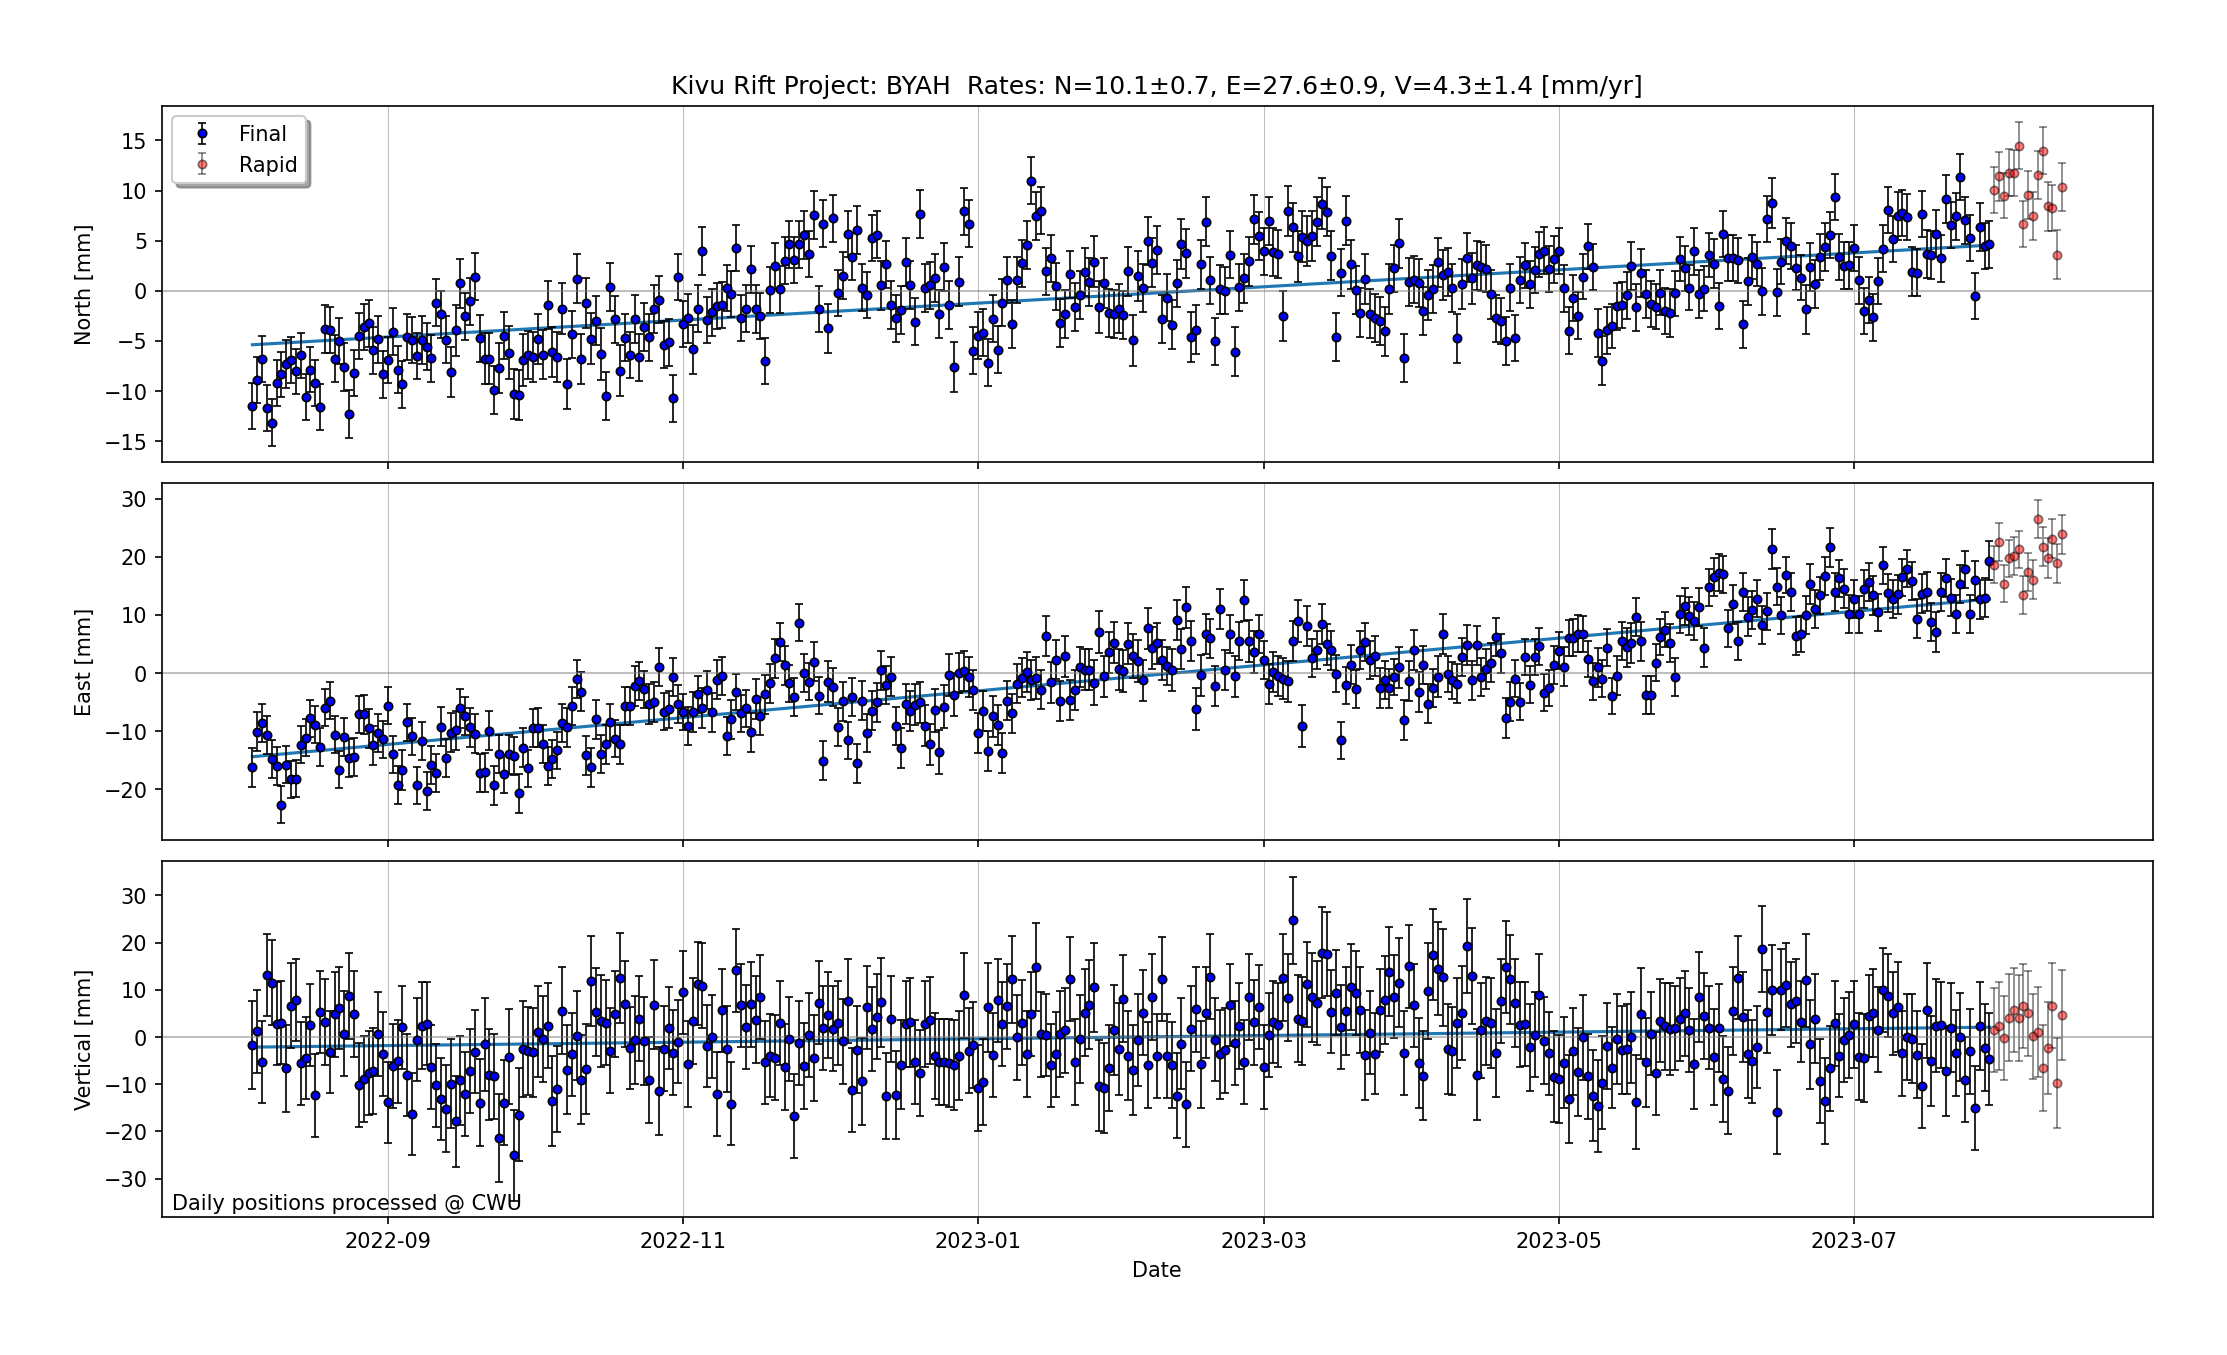 Kivu Rift Project: BYAH  Rates: N=10.1±0.7, E=27.6±0.9, V=4.3±1.4 [mm/yr]
Final
Rapid
North [mm]
15
10
5
0
−5
−10
−15
East [mm]
30
20
10
0
−10
−20
Vertical [mm]
30
20
10
0
−10
−20
−30
Daily positions processed @ CWU
2022-09 2022-11 2023-01 2023-03 2023-05 2023-07
Date